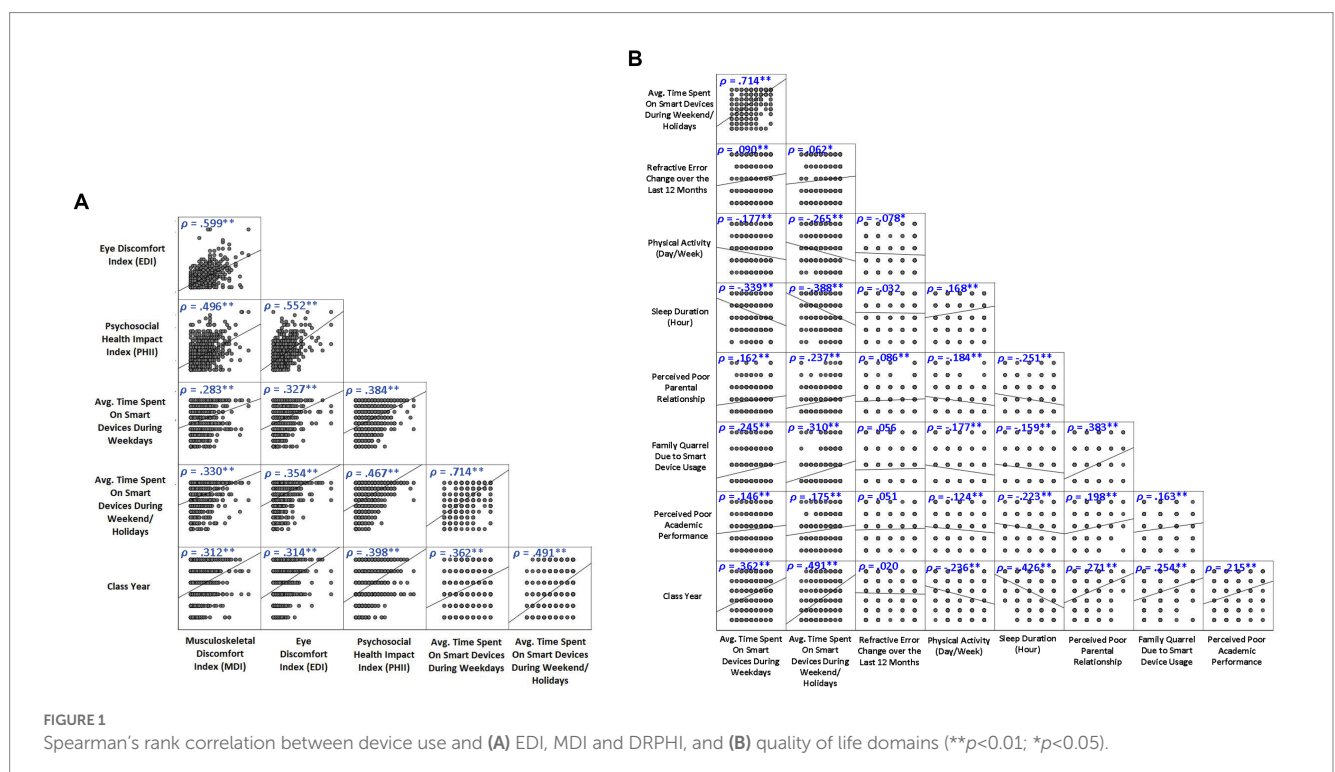 B
ρ = .714**
Avg. Time Spent
On Smart Devices
During Weekend/
Holidays
ρ = .090**
ρ = .062*
Refractive Error
Change over the
Last 12 Months
A
ρ = -.177**
ρ = -.265**
ρ = -.078*
Physical Activity
(Day/Week)
ρ = .599**
Eye Discomfort
Index (EDI)
ρ = -.339**
ρ = -.388**
ρ = -.032
ρ = .168**
Sleep Duration
(Hour)
ρ = .496**
ρ = .552**
Psychosocial
Health Impact
Index (PHII)
ρ = .162**
ρ = .237**
ρ = .086**
ρ = -.184**
ρ = -.251**
Perceived Poor
Parental
Relationship
ρ = .283**
ρ = .327**
ρ = .384**
Avg. Time Spent
On Smart
Devices During
Weekdays
ρ = .245**
ρ = .310**
ρ = .056
ρ = -.177**
ρ = -.159**
ρ = .383**
Family Quarrel
Due to Smart
Device Usage
ρ = .330**
ρ = .354**
ρ = .467**
ρ = .714**
Avg. Time Spent
On Smart
Devices During
Weekend/
Holidays
ρ = .146**
ρ = .175**
ρ = .051
ρ = -.124**
ρ = -.223**
ρ = .198**
ρ = .163**
Perceived Poor
Academic
Performance
ρ = .312**
ρ = .314**
ρ = .398**
ρ = .362**
ρ = .491**
Class Year
ρ = .362**
ρ = .491**
ρ = .020
ρ = -.236**
ρ = -.426**
ρ = .271**
ρ = .254**
ρ = .215**
Class Year
Musculoskeletal
Discomfort
Index (MDI)
Eye
Discomfort
Index (EDI)
Psychosocial
Health Impact
Index (PHII)
Avg. Time Spent
On Smart Devices
During Weekdays
Avg. Time Spent
On Smart Devices
During Weekend/
Holidays
Avg. Time Spent
On Smart
Devices During
Weekdays
Avg. Time Spent
On Smart
Devices During
Weekend/
Holidays
Refractive Error
Change over the
Last 12 Months
Physical Activity
(Day/Week)
Sleep Duration
(Hour)
Perceived Poor
Parental
Relationship
Family Quarrel
Due to Smart
Device Usage
Perceived Poor
Academic
Performance
FIGURE 1
Spearman's rank correlation between device use and (A) EDI, MDI and DRPHI, and (B) quality of life domains (**p<0.01; *p<0.05).